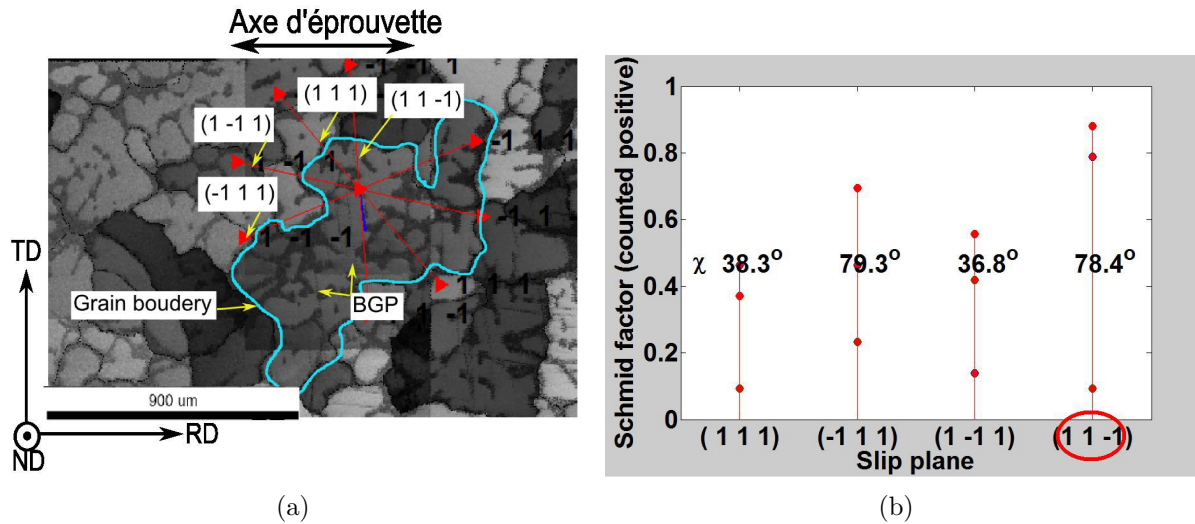 Axe d'éprouvette
-1 -1 1
(1 1 1)
(1 1 -1)
(1 -1 1)
-1 1 1
1 -1 1
(-1 1 1)
-1 1 -
1 -1 -1
TD
Grain boudery
BGP
1 1 1
1 -1
900 um
RD
ND
(a)
Schmid factor (counted positive)
1
0.8
0.6
0.4
0.2
0
χ 38.3° 79.3° 36.8° 78.4°
( 1 1 1) (-1 1 1) (1 -1 1) (1 1 -1)
Slip plane
(b)